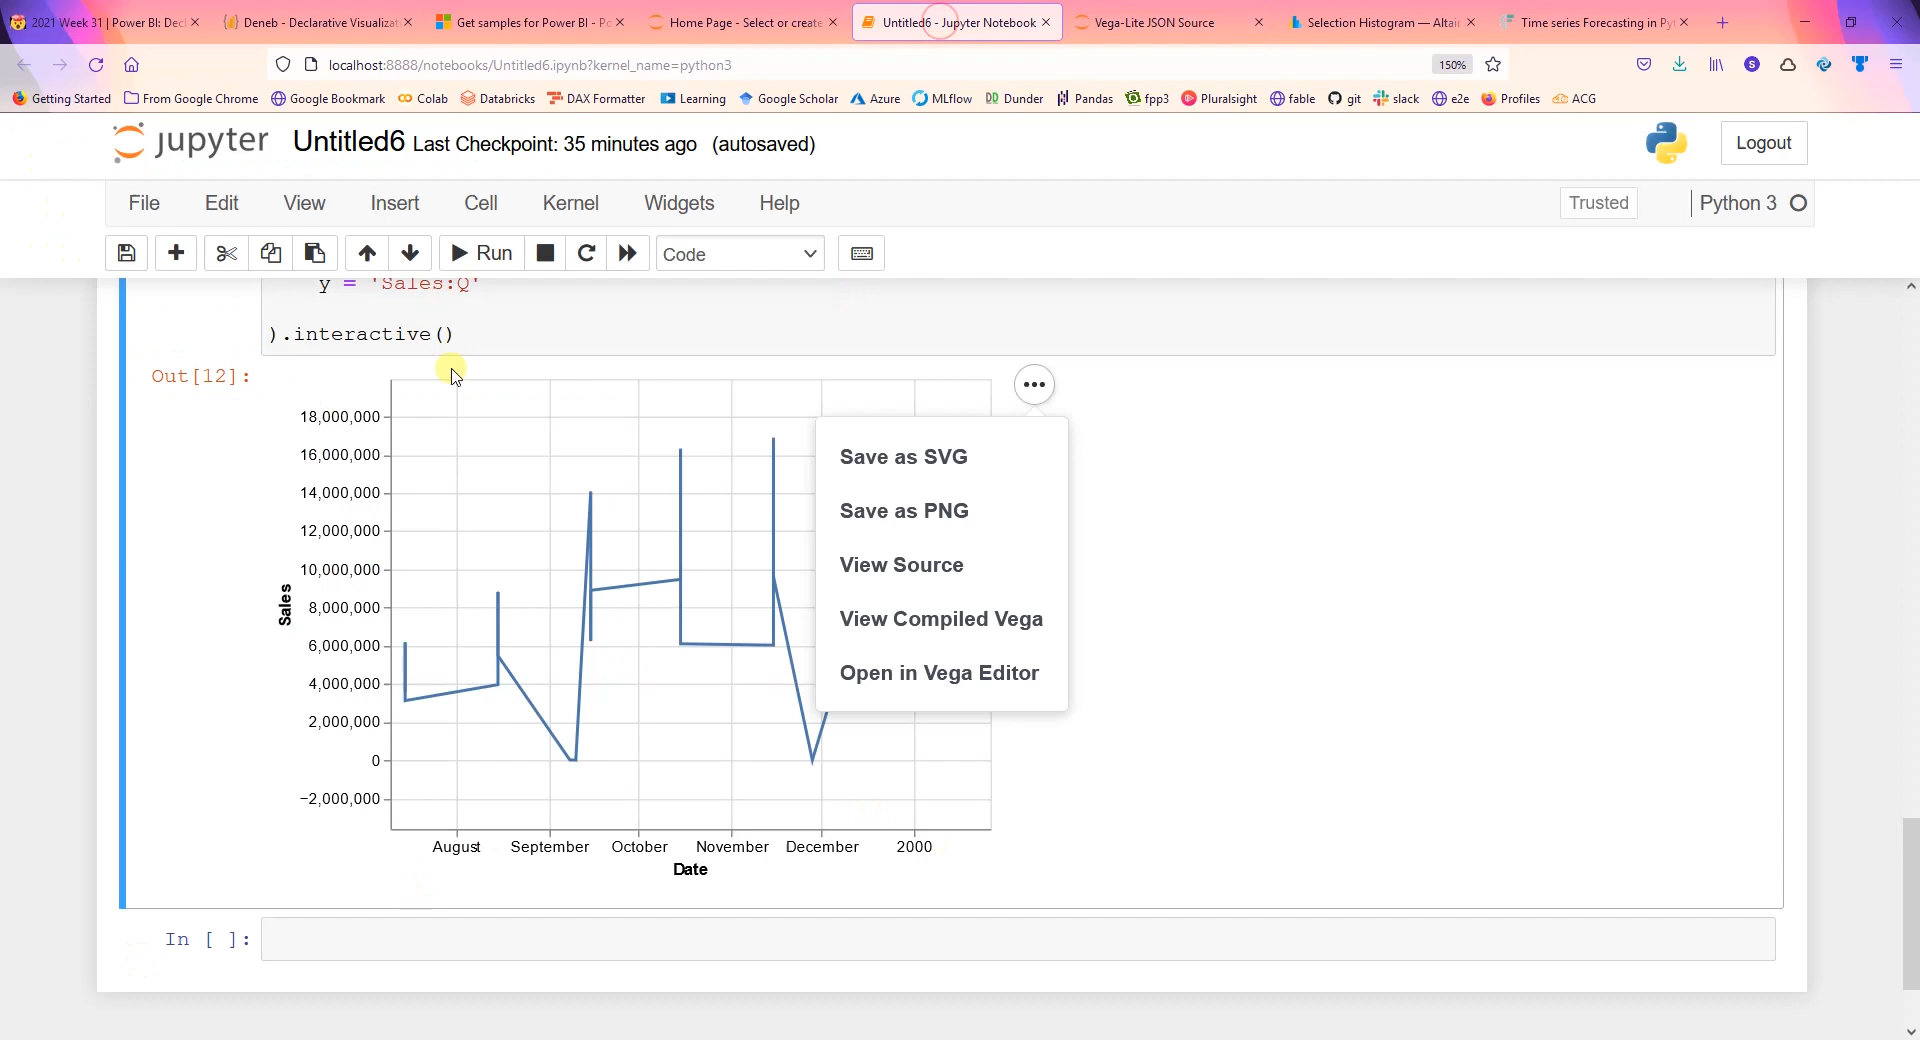 2021 Week 31 | Power BI: Decl
Deneb - Declarative Visualizat
Get samples for Power BI - Po
Home Page - Select or create
Untitled6 - Jupyter Notebook
Vega-Lite JSON Source
Selection Histogram — Altair
Time series Forecasting in Pyt
localhost:8888/notebooks/Untitled6.ipynb?kernel_name=python3
150%
S
Getting Started
From Google Chrome
Google Bookmark
Colab
Databricks
DAX Formatter
Learning
Google Scholar
Azure
MLflow
Dunder
Pandas
fpp3
Pluralsight
fable
git
slack
e2e
Profiles
ACG
jupyter Untitled6 Last Checkpoint: 35 minutes ago (autosaved)
Logout
File Edit View Insert Cell Kernel Widgets Help
Trusted
Python 3
Run
Code
y = 'Sales:Q'
).interactive()
Out[12]:
18,000,000
16,000,000
14,000,000
12,000,000
10,000,000
8,000,000
6,000,000
4,000,000
2,000,000
0
−2,000,000
Sales
August September October November December 2000
Date
Save as SVG
Save as PNG
View Source
View Compiled Vega
Open in Vega Editor
In [ ]: